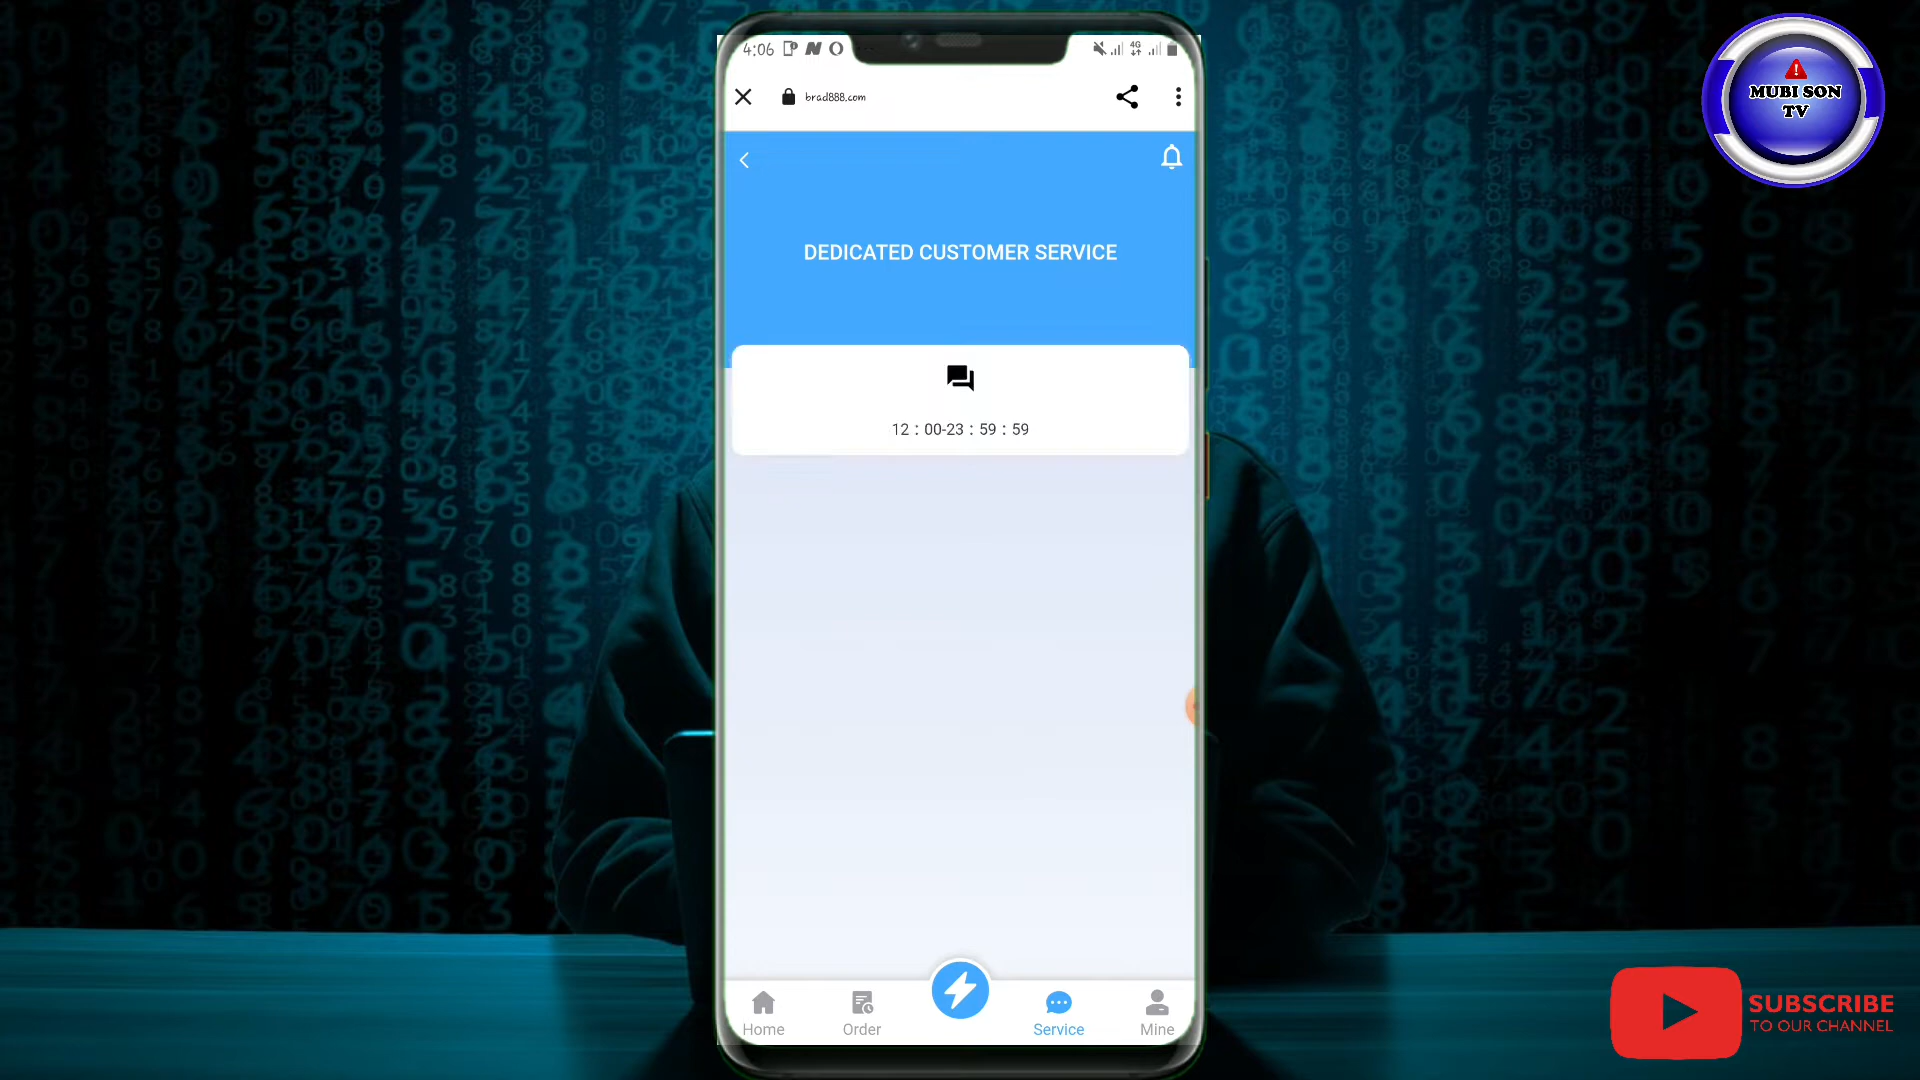 4:06
4G
brad888.com
MUBI SON
TV
DEDICATED CUSTOMER SERVICE
12 : 00-23 : 59 : 59
Home
Order
Service
Mine
SUBSCRIBE
TO OUR CHANNEL